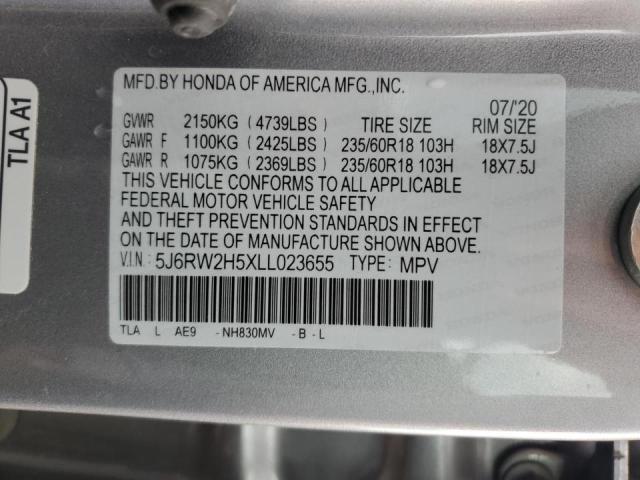 TLA A1
MFD.BY HONDA OF AMERICA MFG.,INC.
07/'20
GVWR 2150KG ( 4739LBS ) TIRE SIZE RIM SIZE
GAWR F 1100KG ( 2425LBS ) 235/60R18 103H 18X7.5J
GAWR R 1075KG ( 2369LBS ) 235/60R18 103H 18X7.5J
THIS VEHICLE CONFORMS TO ALL APPLICABLE
FEDERAL MOTOR VEHICLE SAFETY
AND THEFT PREVENTION STANDARDS IN EFFECT
ON THE DATE OF MANUFACTURE SHOWN ABOVE.
V.I.N: 5J6RW2H5XLL023655 TYPE: MPV
TLA L AE9 - NH830MV - B - L